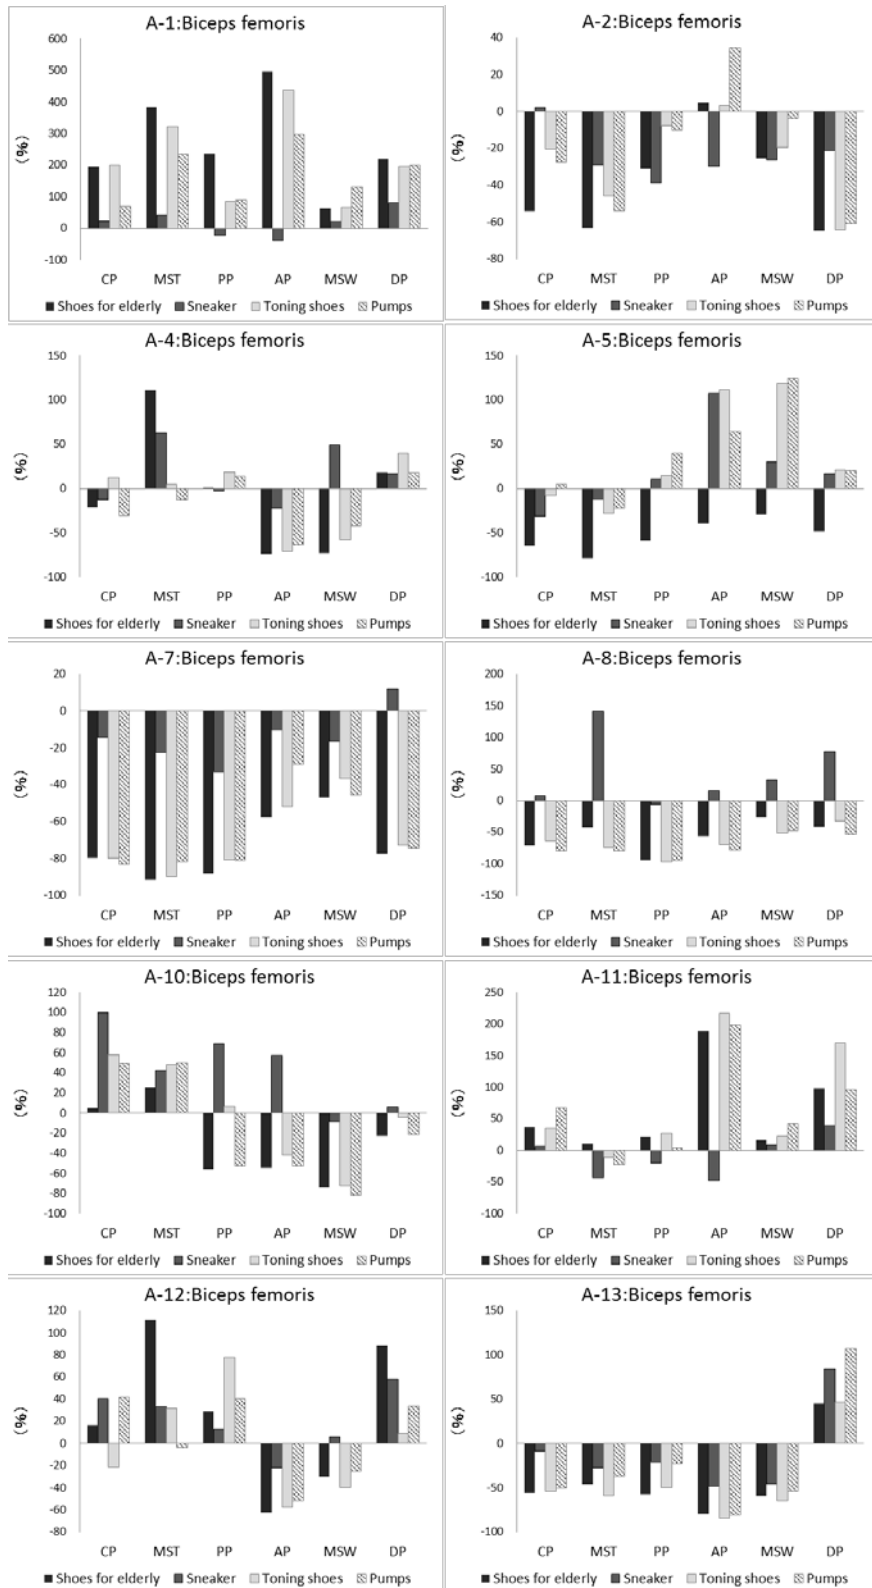 A-1:Biceps femoris
(%)
600
500
400
300
200
100
0
-100
CP MST PP AP MSW DP
Shoes for elderly Sneaker Toning shoes Pumps
A-2:Biceps femoris
(%)
40
20
0
-20
-40
-60
-80
CP MST PP AP MSW DP
Shoes for elderly Sneaker Toning shoes Pumps
A-4:Biceps femoris
(%)
150
100
50
0
-50
-100
CP MST PP AP MSW DP
Shoes for elderly Sneaker Toning shoes Pumps
A-5:Biceps femoris
(%)
150
100
50
0
-50
-100
CP MST PP AP MSW DP
Shoes for elderly Sneaker Toning shoes Pumps
A-7:Biceps femoris
(%)
20
0
-20
-40
-60
-80
-100
CP MST PP AP MSW DP
Shoes for elderly Sneaker Toning shoes Pumps
A-8:Biceps femoris
(%)
200
150
100
50
0
-50
-100
-150
CP MST PP AP MSW DP
Shoes for elderly Sneaker Toning shoes Pumps
A-10:Biceps femoris
(%)
120
100
80
60
40
20
0
-20
-40
-60
-80
-100
CP MST PP AP MSW DP
Shoes for elderly Sneaker Toning shoes Pumps
A-11:Biceps femoris
(%)
250
200
150
100
50
0
-50
-100
CP MST PP AP MSW DP
Shoes for elderly Sneaker Toning shoes Pumps
A-12:Biceps femoris
(%)
120
100
80
60
40
20
0
-20
-40
-60
-80
CP MST PP AP MSW DP
Shoes for elderly Sneaker Toning shoes Pumps
A-13:Biceps femoris
(%)
150
100
50
0
-50
-100
CP MST PP AP MSW DP
Shoes for elderly Sneaker Toning shoes Pumps